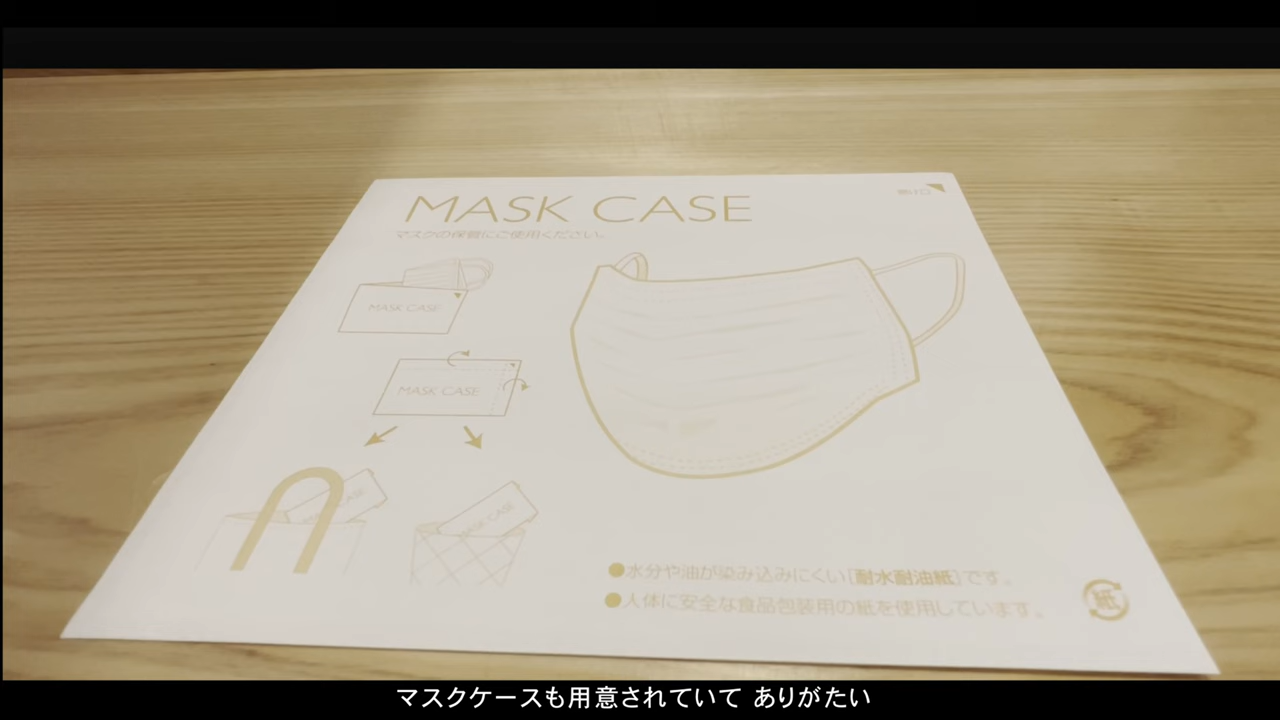 MASK CASE
マスクの保管にご使用ください。
MASK CASE
MASK CASE
MASK CASE
●水分や油が染み込みにくい［耐水耐油紙］です。
●人体に安全な食品包装用の紙を使用しています。
紙
マスクケースも用意されていて ありがたい